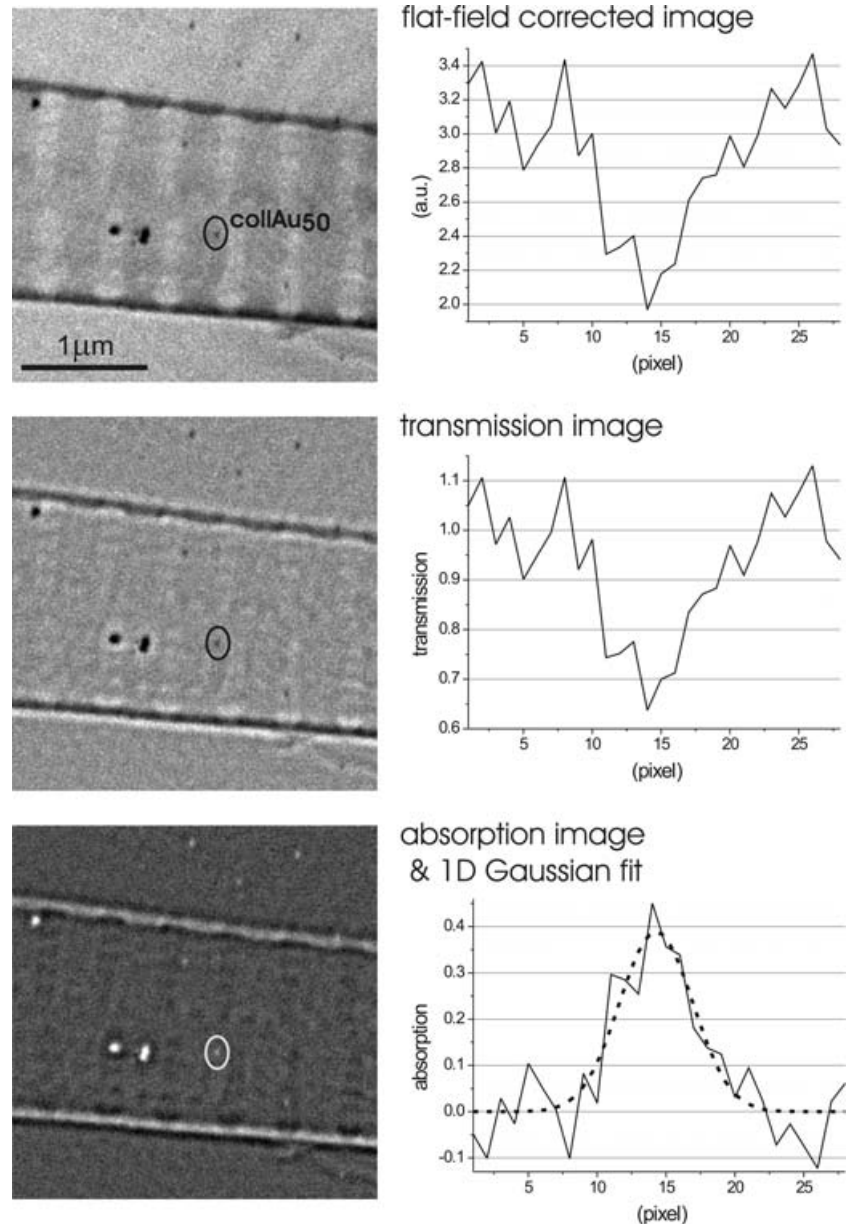 flat-field corrected image
collAu50
1μm
(a.u.)
3.4
3.2
3.0
2.8
2.6
2.4
2.2
2.0
5
10
15
20
25
(pixel)
transmission image
transmission
1.1
1.0
0.9
0.8
0.7
0.6
5
10
15
20
25
(pixel)
absorption image
& 1D Gaussian fit
absorption
0.4
0.3
0.2
0.1
0.0
-0.1
5
10
15
20
25
(pixel)